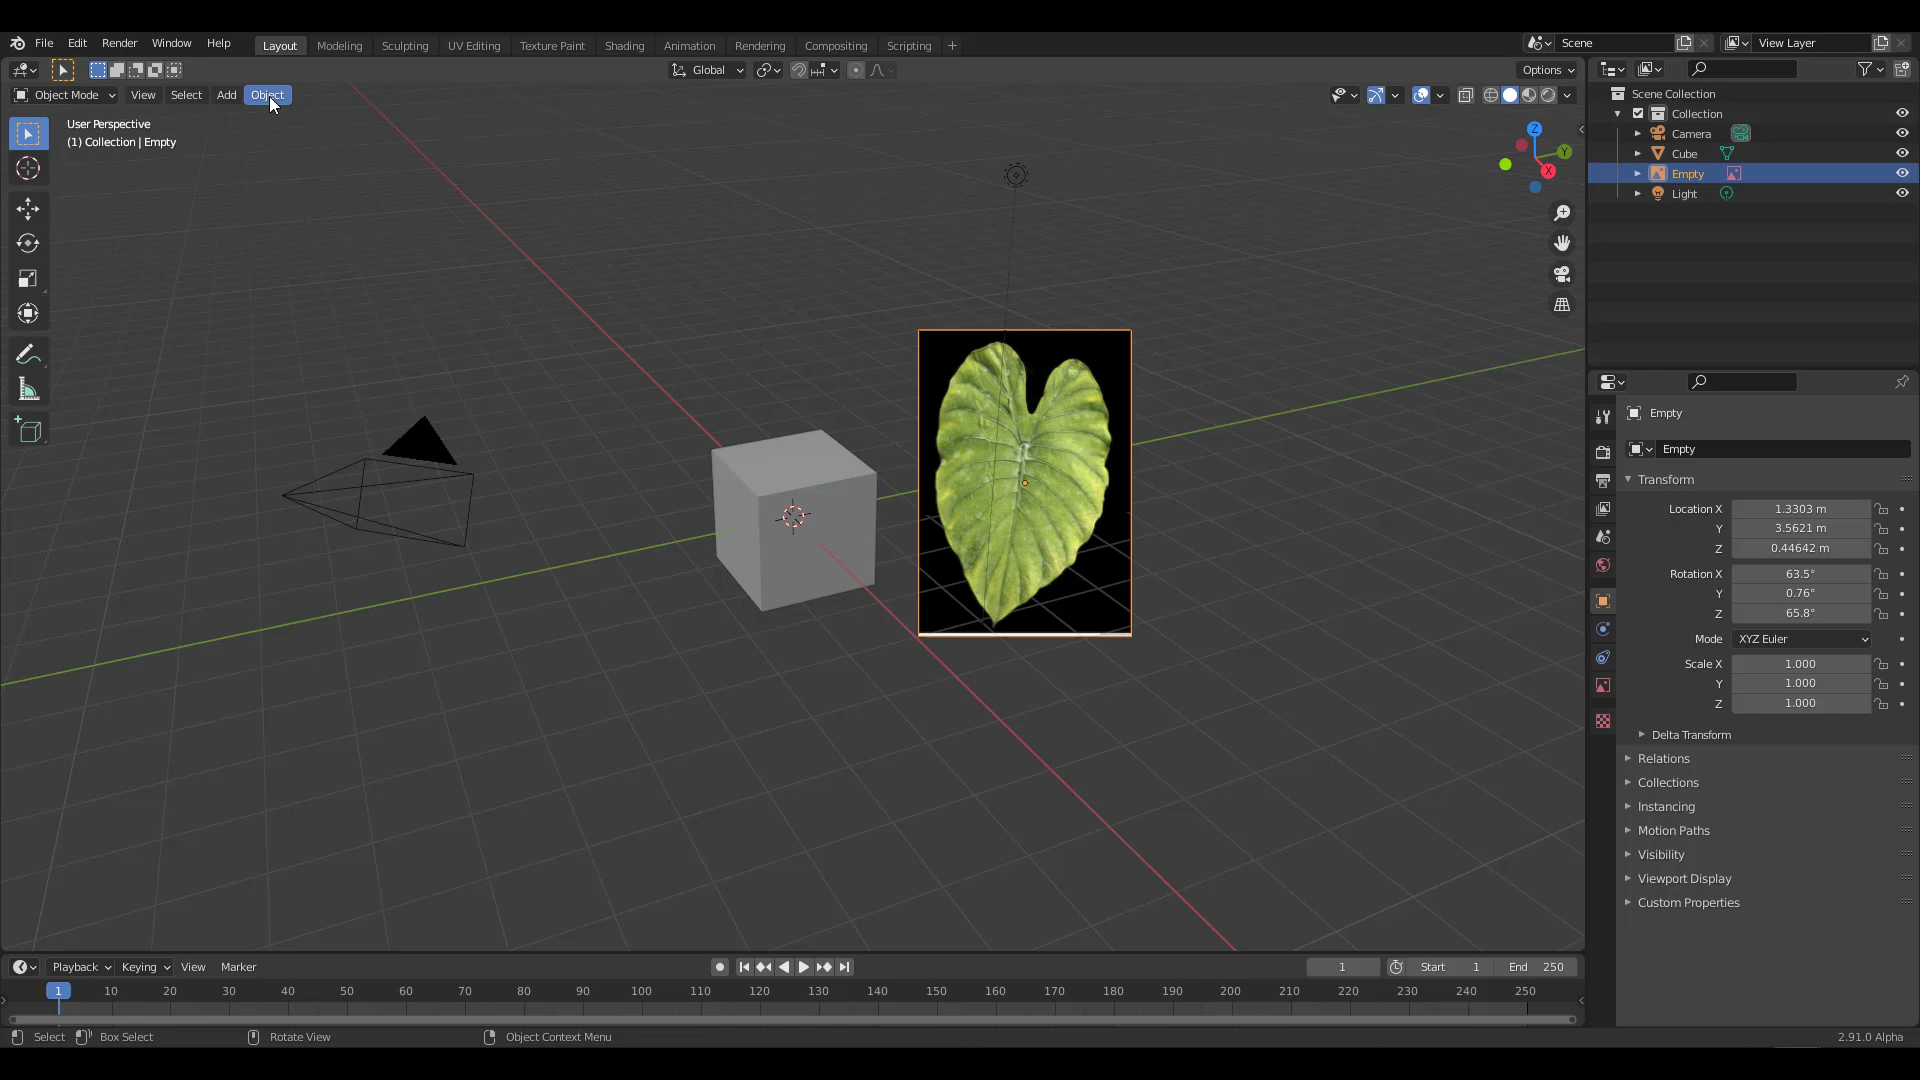 File Edit Render Window Help Layout Modeling Sculpting UV Editing Texture Paint Shading Animation Rendering Compositing Scripting + Scene View Layer
Global Options
Object Mode View Select Add Object
User Perspective
(1) Collection | Empty
Z
Y
X
Scene Collection
Collection
Camera
Cube
Empty
Light
Empty
Empty
Transform
Location X 1.3303 m
Y 3.5621 m
Z 0.44642 m
Rotation X 63.5°
Y 0.76°
Z 65.8°
Mode XYZ Euler
Scale X 1.000
Y 1.000
Z 1.000
Delta Transform
Relations
Collections
Instancing
Motion Paths
Visibility
Viewport Display
Custom Properties
Playback Keying View Marker 1 Start 1 End 250
1 10 20 30 40 50 60 70 80 90 100 110 120 130 140 150 160 170 180 190 200 210 220 230 240 250
Select Box Select Rotate View Object Context Menu 2.91.0 Alpha